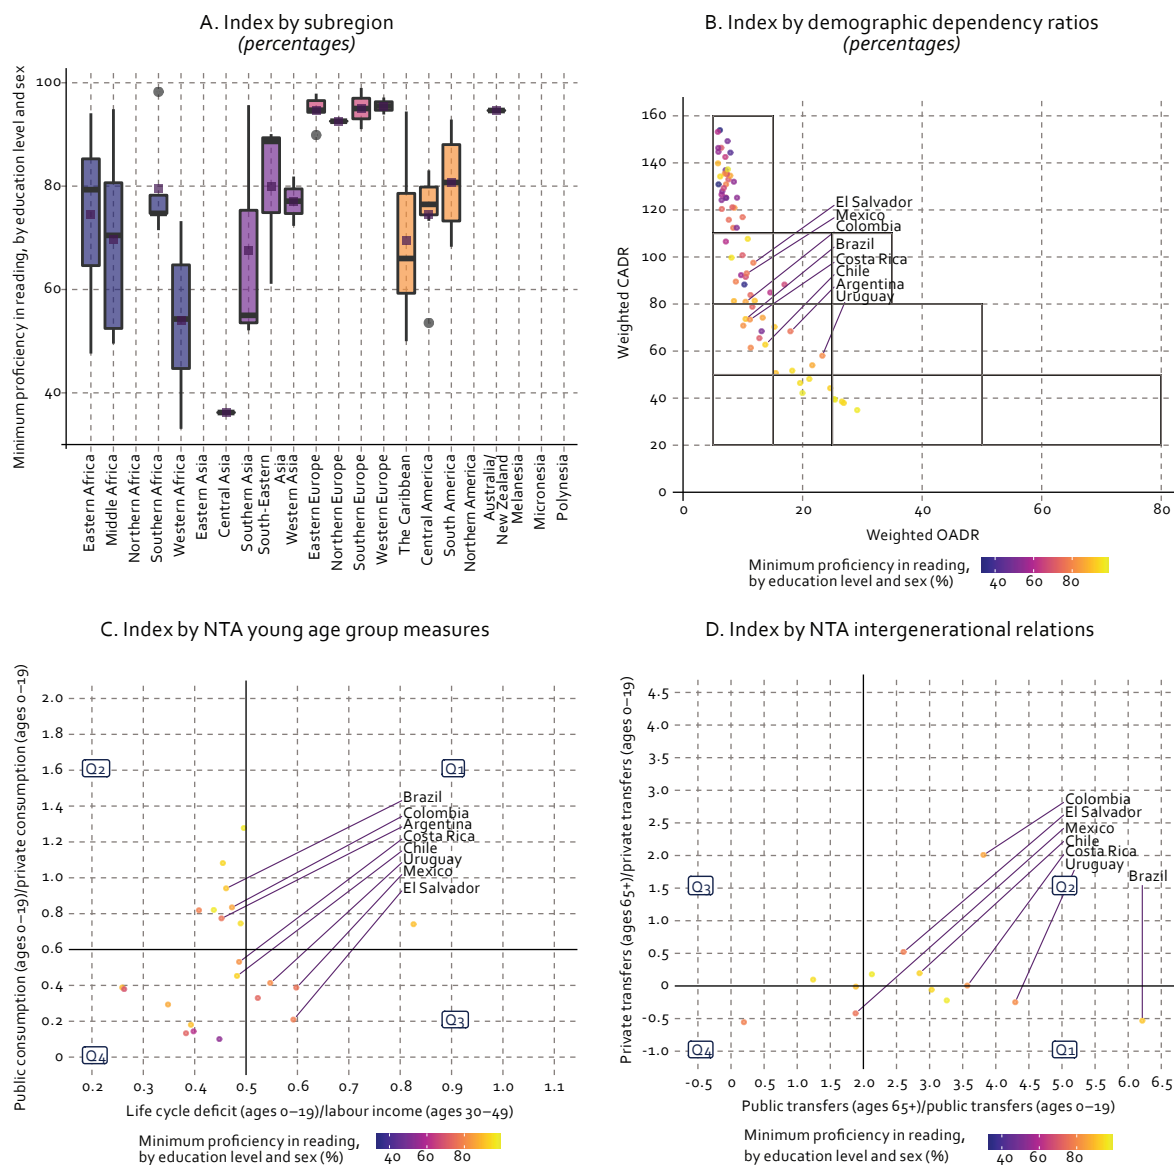 A. Index by subregion
(percentages)
Minimum proficiency in reading, by education level and sex
100
80
60
40
Eastern Africa
Middle Africa
Northern Africa
Southern Africa
Western Africa
Eastern Asia
Central Asia
Southern Asia
South-Eastern
Asia
Western Asia
Eastern Europe
Northern Europe
Southern Europe
Western Europe
The Caribbean
Central America
South America
Northern America
Australia/
New Zealand
Melanesia
Micronesia
Polynesia
B. Index by demographic dependency ratios
(percentages)
Weighted CADR
160
140
120
100
80
60
40
20
0
El Salvador
Mexico
Colombia
Brazil
Costa Rica
Chile
Argentina
Uruguay
0
20
40
60
80
Weighted OADR
Minimum proficiency in reading,
by education level and sex (%)
40 60 80
C. Index by NTA young age group measures
Public consumption (ages 0–19)/private consumption (ages 0–19)
2.0
1.8
1.6
1.4
1.2
1.0
0.8
0.6
0.4
0.2
0
Q2
Q1
Brazil
Colombia
Argentina
Costa Rica
Chile
Uruguay
Mexico
El Salvador
Q3
Q4
0.2 0.3 0.4 0.5 0.6 0.7 0.8 0.9 1.0 1.1
Life cycle deficit (ages 0–19)/labour income (ages 30–49)
Minimum proficiency in reading,
by education level and sex (%)
40 60 80
D. Index by NTA intergenerational relations
Private transfers (ages 65+)/private transfers (ages 0–19)
4.5
4.0
3.5
3.0
2.5
2.0
1.5
1.0
0.5
0
-0.5
-1.0
Colombia
El Salvador
Mexico
Chile
Costa Rica
Uruguay
Brazil
Q3
Q2
Q4
Q1
-0.5 0 0.5 1.0 1.5 2.0 2.5 3.0 3.5 4.0 4.5 5.0 5.5 6.0 6.5
Public transfers (ages 65+)/public transfers (ages 0–19)
Minimum proficiency in reading,
by education level and sex (%)
40 60 80